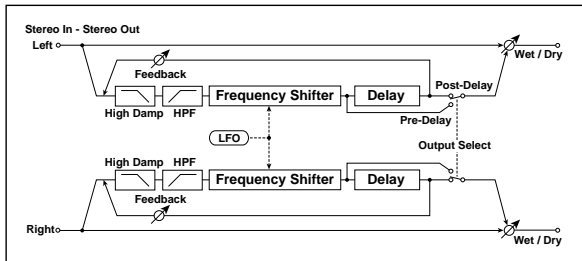 Stereo In - Stereo Out
Left
Wet / Dry
Feedback
Post-Delay
Frequency Shifter
Delay
High Damp
HPF
Pre-Delay
LFO
Output Select
High Damp
HPF
Frequency Shifter
Delay
Feedback
Right
Wet / Dry